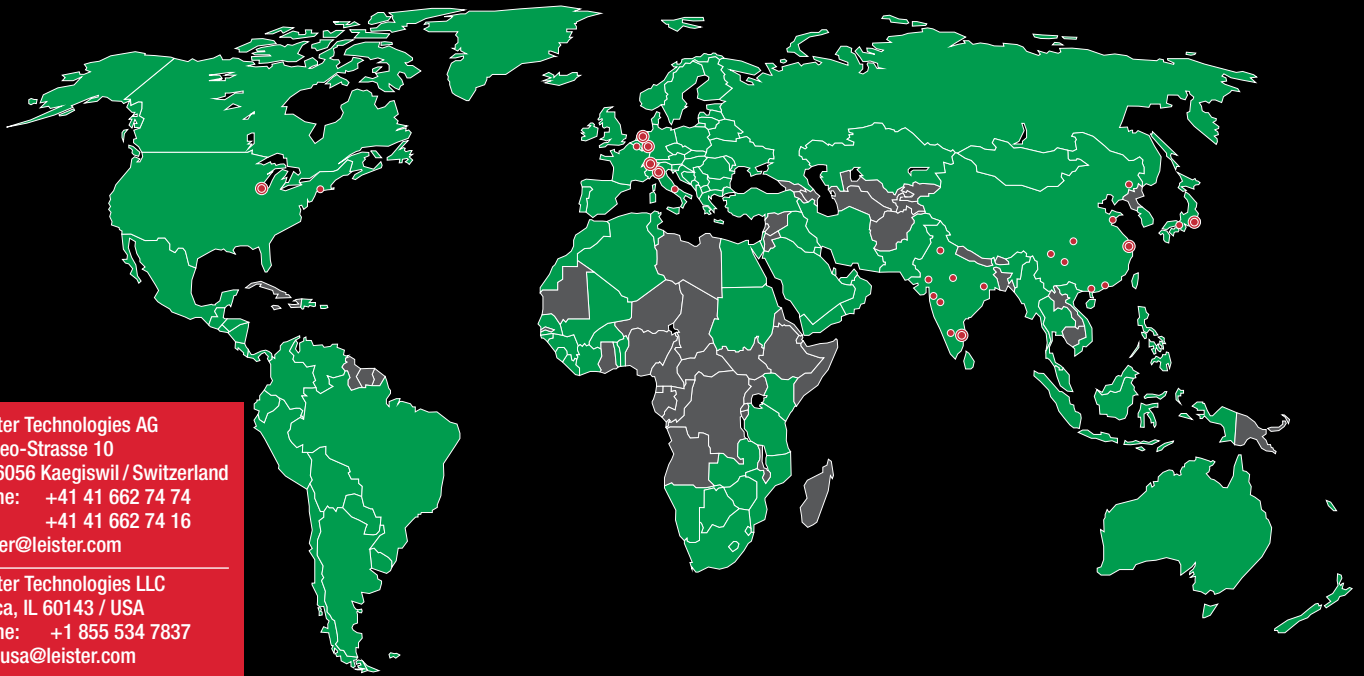 ter Technologies AG
eo-Strasse 10
6056 Kaegiswil / Switzerland
ne: +41 41 662 74 74
+41 41 662 74 16
er@leister.com
ter Technologies LLC
ca, IL 60143 / USA
ne: +1 855 534 7837
usa@leister.com